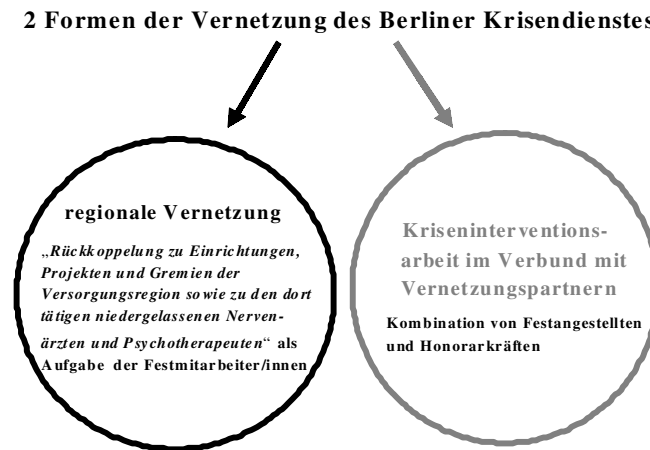 2 Formen der Vernetzung des Berliner Krisendienstes
regionale Vernetzung
„Rückkoppelung zu Einrichtungen,
Projekten und Gremien der
Versorgungsregion sowie zu den dort
tätigen niedergelassenen Nerven-
ärzten und Psychotherapeuten“ als
Aufgabe der Festmitarbeiter/innen
Kriseninterventions-
arbeit im Verbund mit
Vernetzungspartnern
Kombination von Festangestellten
und Honorarkräften